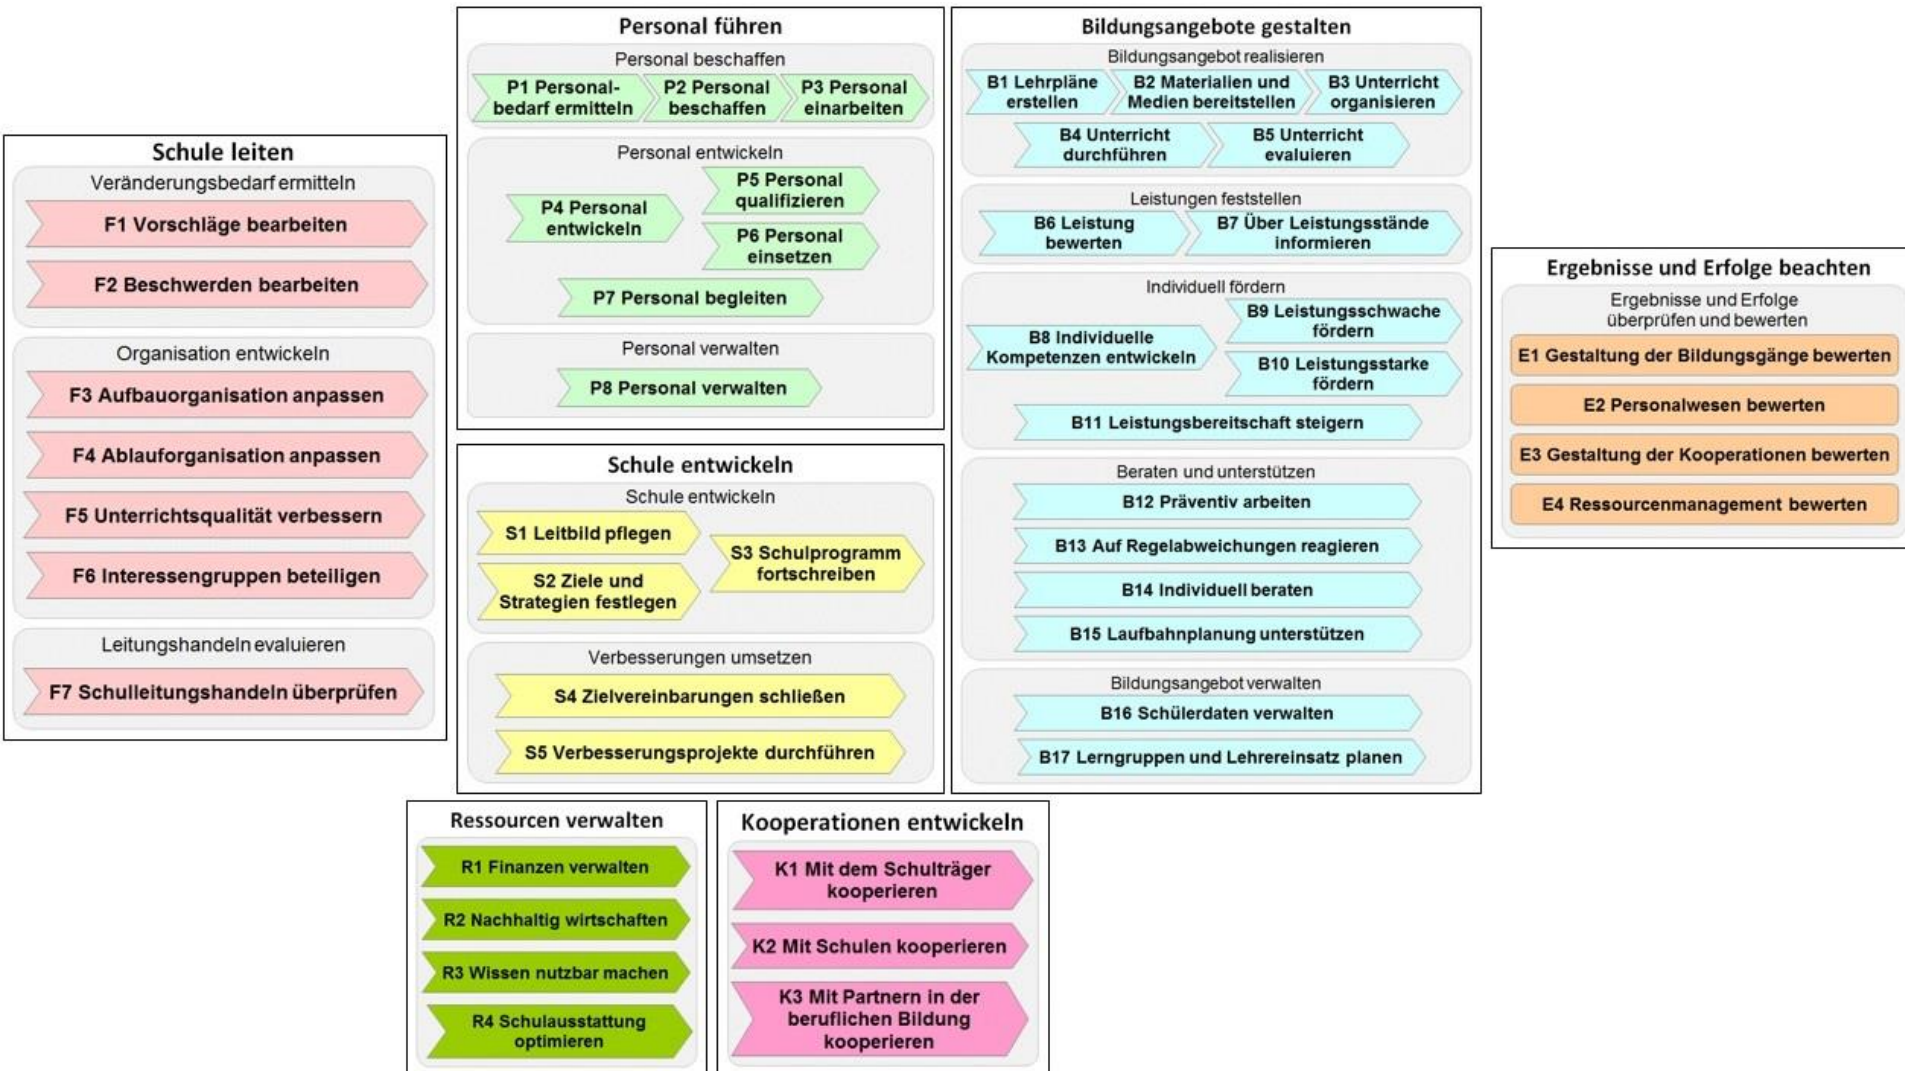 Schule leiten
Veränderungsbedarf ermitteln
F1 Vorschläge bearbeiten
F2 Beschwerden bearbeiten
Organisation entwickeln
F3 Aufbauorganisation anpassen
F4 Ablauforganisation anpassen
F5 Unterrichtsqualität verbessern
F6 Interessengruppen beteiligen
Leitungshandeln evaluieren
F7 Schulleitungshandeln überprüfen
Personal führen
Personal beschaffen
P1 Personal-
bedarf ermitteln
P2 Personal
beschaffen
P3 Personal
einarbeiten
Personal entwickeln
P4 Personal
entwickeln
P5 Personal
qualifizieren
P6 Personal
einsetzen
P7 Personal begleiten
Personal verwalten
P8 Personal verwalten
Schule entwickeln
Schule entwickeln
S1 Leitbild pflegen
S2 Ziele und
Strategien festlegen
S3 Schulprogramm
fortschreiben
Verbesserungen umsetzen
S4 Zielvereinbarungen schließen
S5 Verbesserungsprojekte durchführen
Bildungsangebote gestalten
Bildungsangebot realisieren
B1 Lehrpläne
erstellen
B2 Materialien und
Medien bereitstellen
B3 Unterricht
organisieren
B4 Unterricht
durchführen
B5 Unterricht
evaluieren
Leistungen feststellen
B6 Leistung
bewerten
B7 Über Leistungsstände
informieren
Individuell fördern
B8 Individuelle
Kompetenzen entwickeln
B9 Leistungsschwache
fördern
B10 Leistungsstarke
fördern
B11 Leistungsbereitschaft steigern
Beraten und unterstützen
B12 Präventiv arbeiten
B13 Auf Regelabweichungen reagieren
B14 Individuell beraten
B15 Laufbahnplanung unterstützen
Bildungsangebot verwalten
B16 Schülerdaten verwalten
B17 Lerngruppen und Lehrereinsatz planen
Ergebnisse und Erfolge beachten
Ergebnisse und Erfolge
überprüfen und bewerten
E1 Gestaltung der Bildungsgänge bewerten
E2 Personalwesen bewerten
E3 Gestaltung der Kooperationen bewerten
E4 Ressourcenmanagement bewerten
Ressourcen verwalten
R1 Finanzen verwalten
R2 Nachhaltig wirtschaften
R3 Wissen nutzbar machen
R4 Schulausstattung
optimieren
Kooperationen entwickeln
K1 Mit dem Schulträger
kooperieren
K2 Mit Schulen kooperieren
K3 Mit Partnern in der
beruflichen Bildung
kooperieren